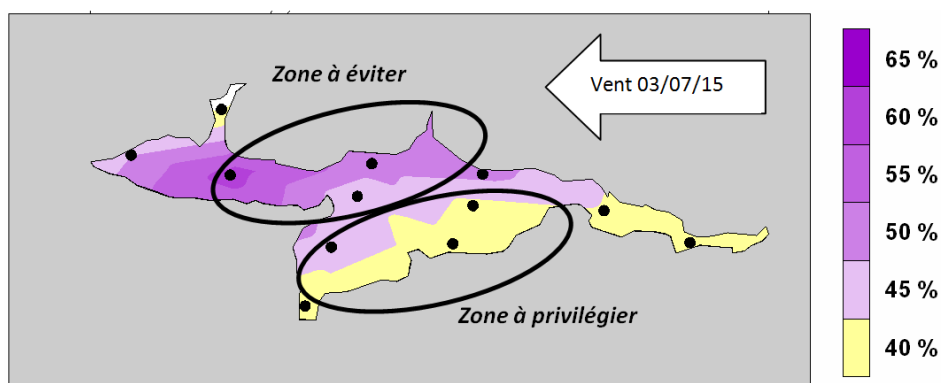 Zone à éviter
Vent 03/07/15
Zone à privilégier
65 %
60 %
55 %
50 %
45 %
40 %